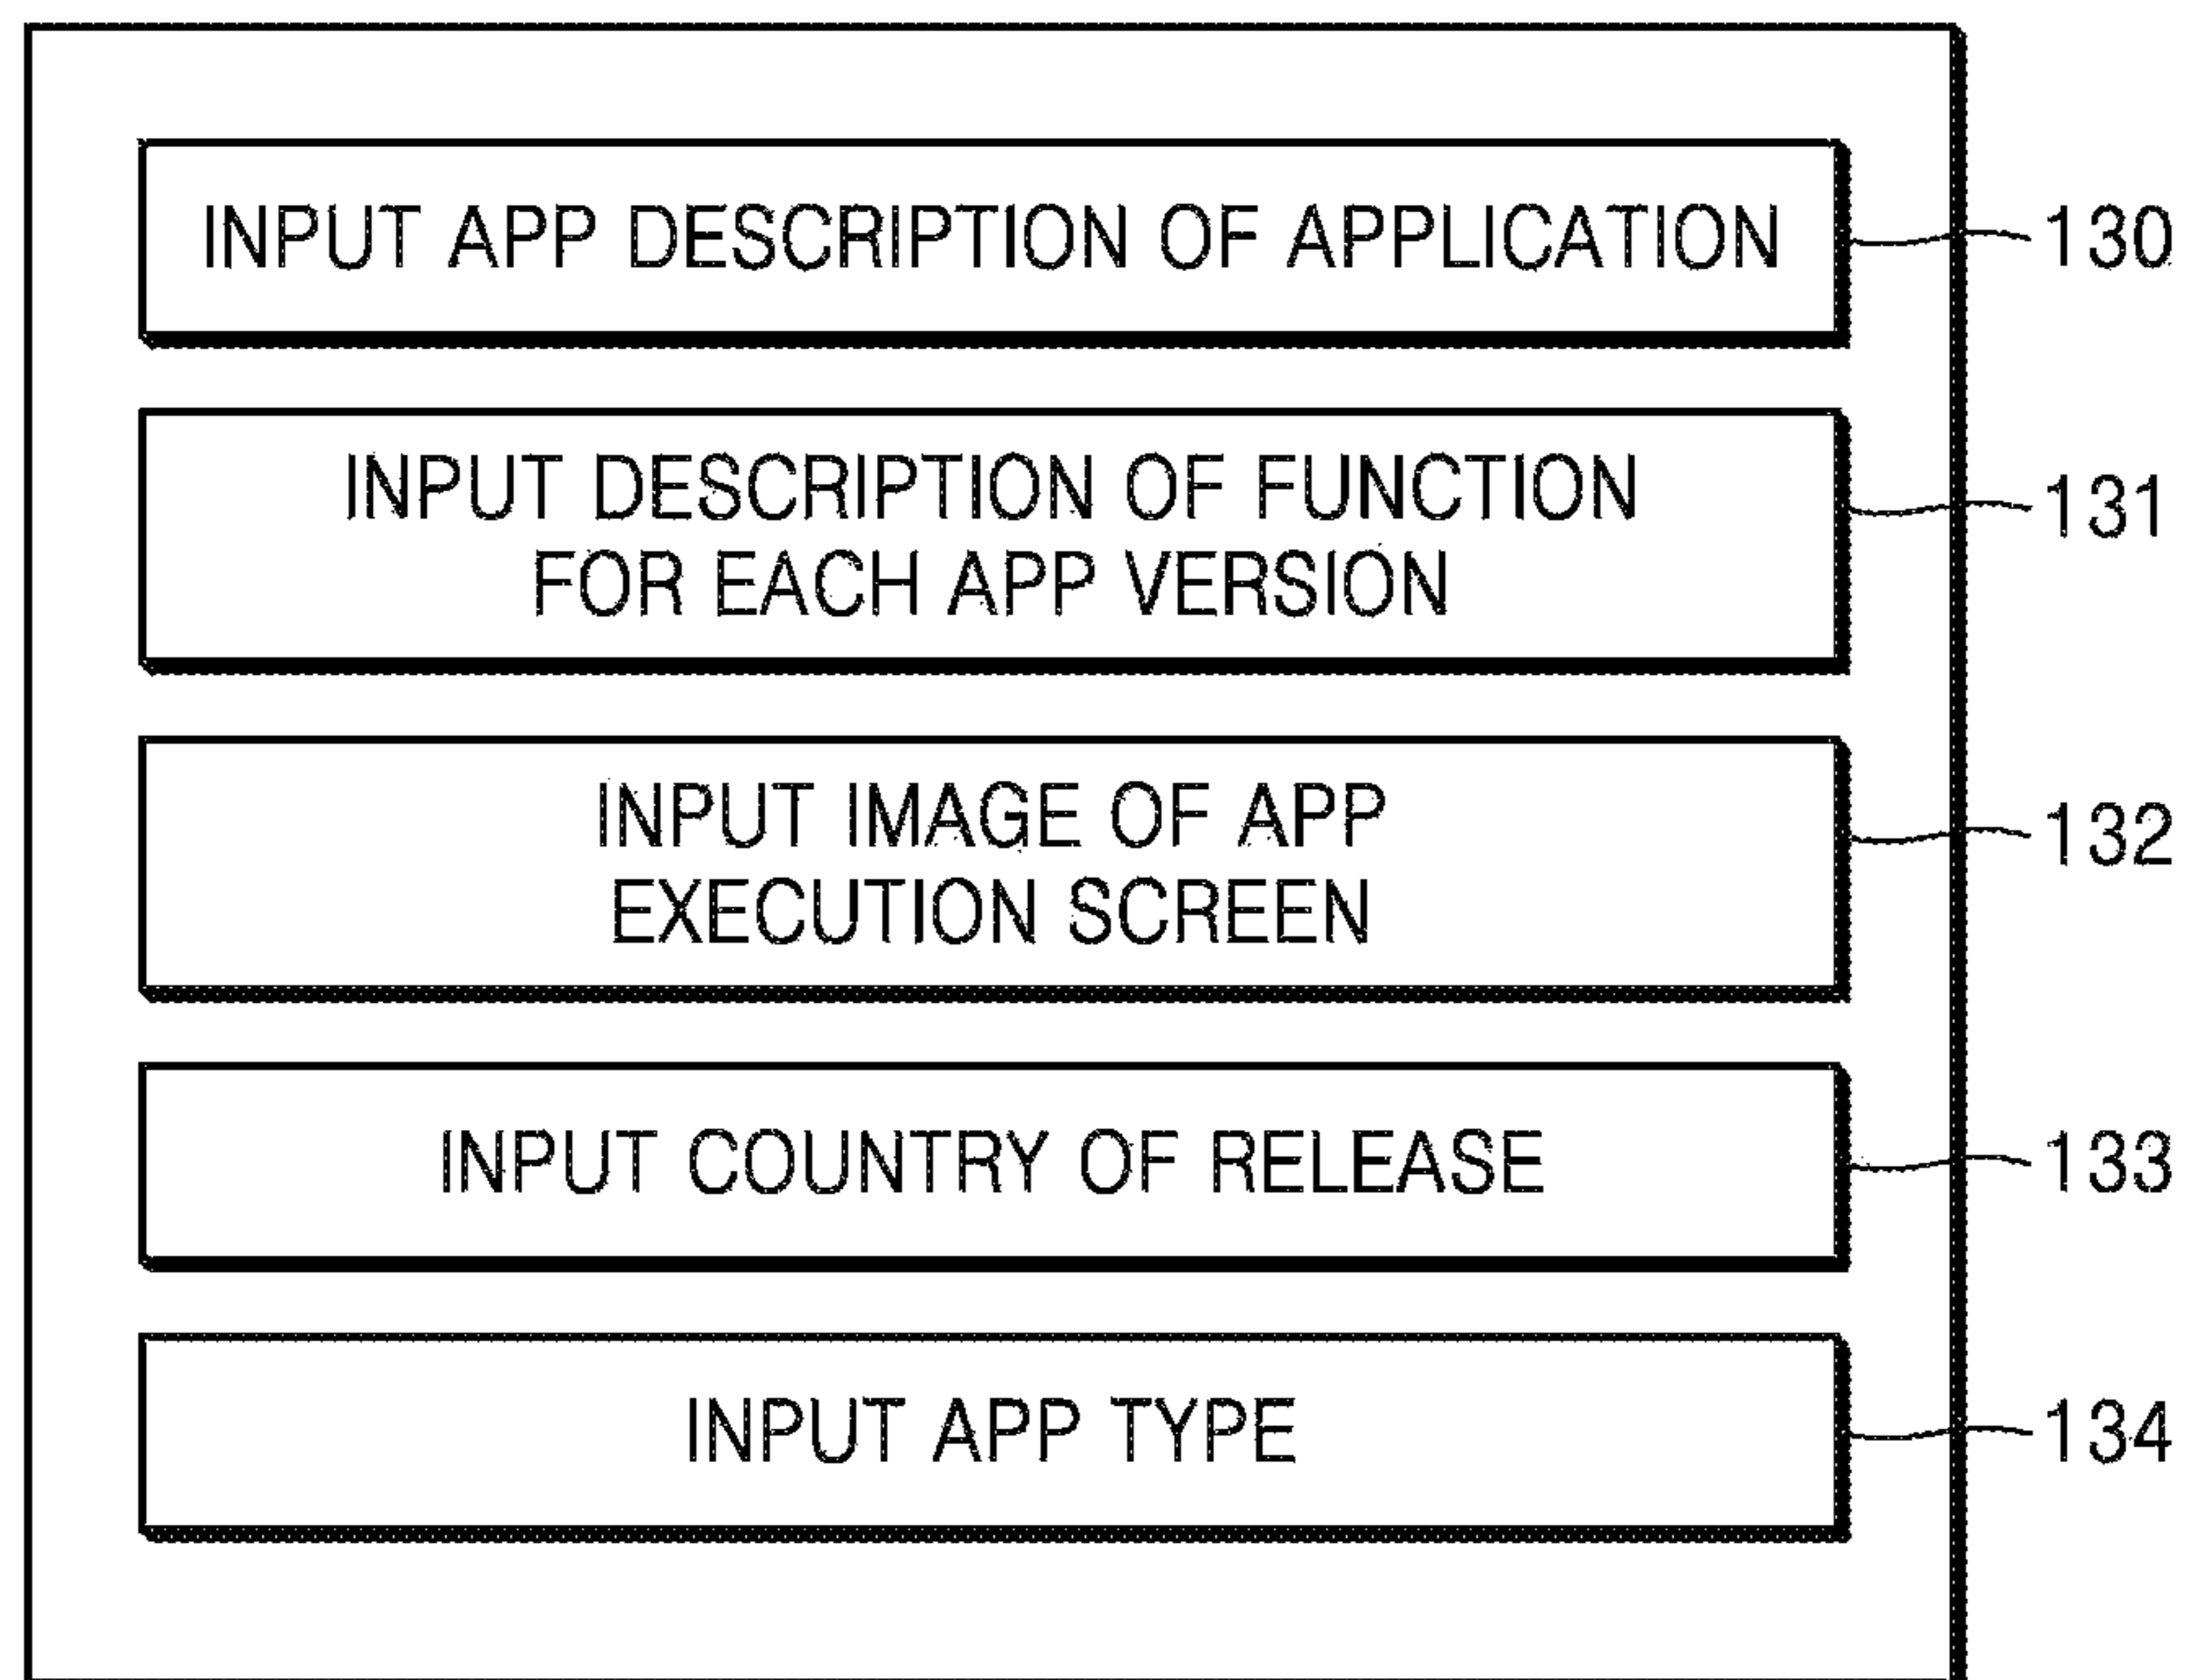 INPUT APP DESCRIPTION OF APPLICATION
130
INPUT DESCRIPTION OF FUNCTION
FOR EACH APP VERSION
131
INPUT IMAGE OF APP
EXECUTION SCREEN
132
INPUT COUNTRY OF RELEASE
133
INPUT APP TYPE
134